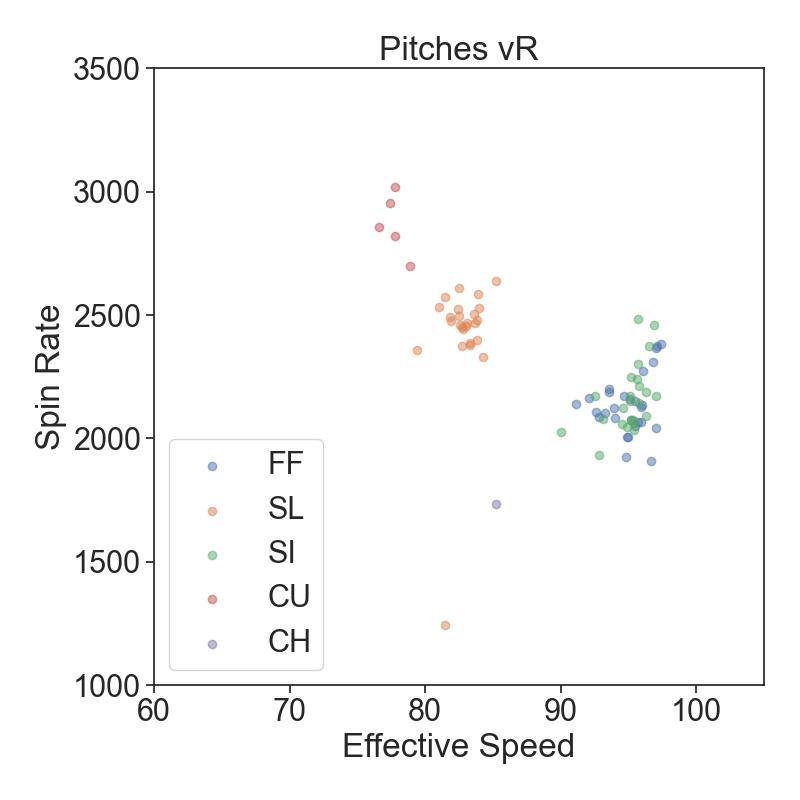 Pitches vR
3500
3000
2500
2000
1500
1000
Spin Rate
FF
SL
SI
CU
CH
60 70 80 90 100
Effective Speed